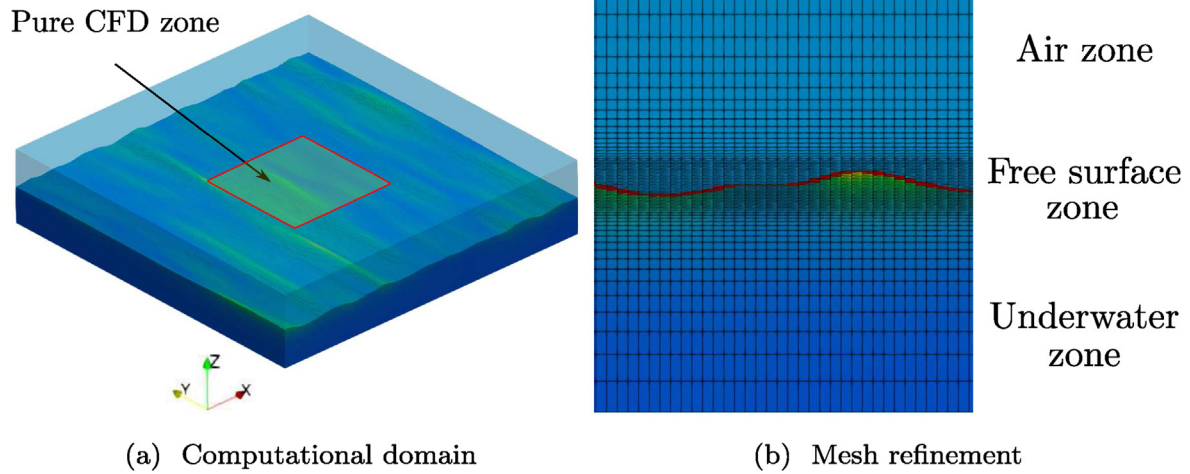 Pure CFD zone
Z
Y
X
(a) Computational domain
Air zone
Free surface
zone
Underwater
zone
(b) Mesh refinement